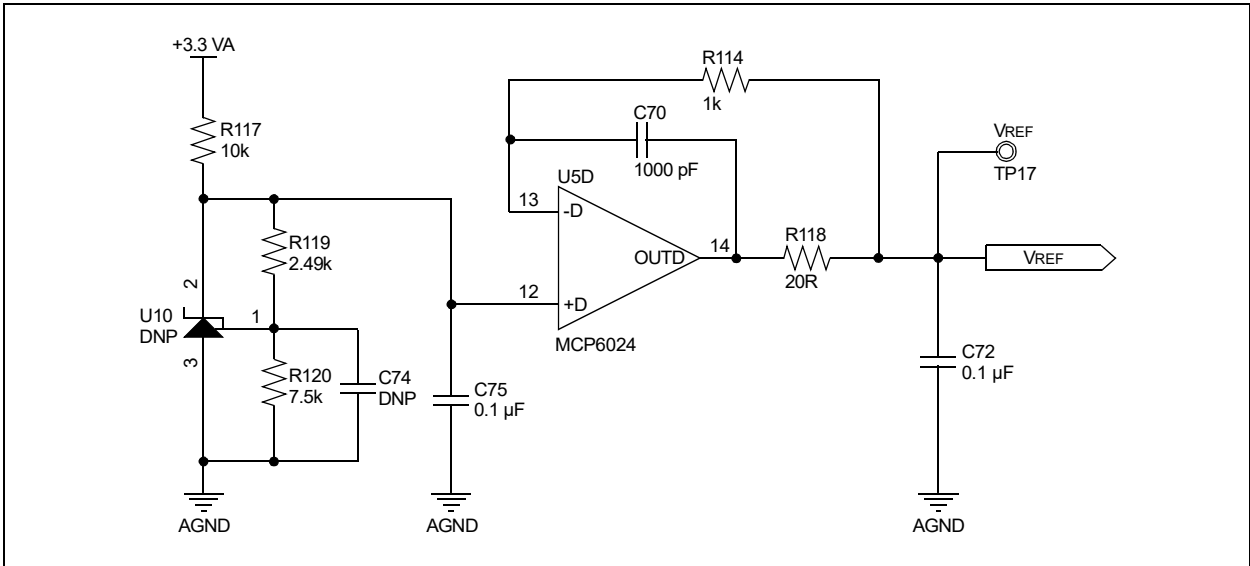 +3.3 VA
R117
10k
R119
2.49k
2
U10
DNP
1
3
R120
7.5k
C74
DNP
AGND
C75
0.1 µF
AGND
R114
1k
C70
1000 pF
U5D
13
-D
OUTD
14
12
+D
MCP6024
R118
20R
VREF
TP17
VREF
C72
0.1 µF
AGND